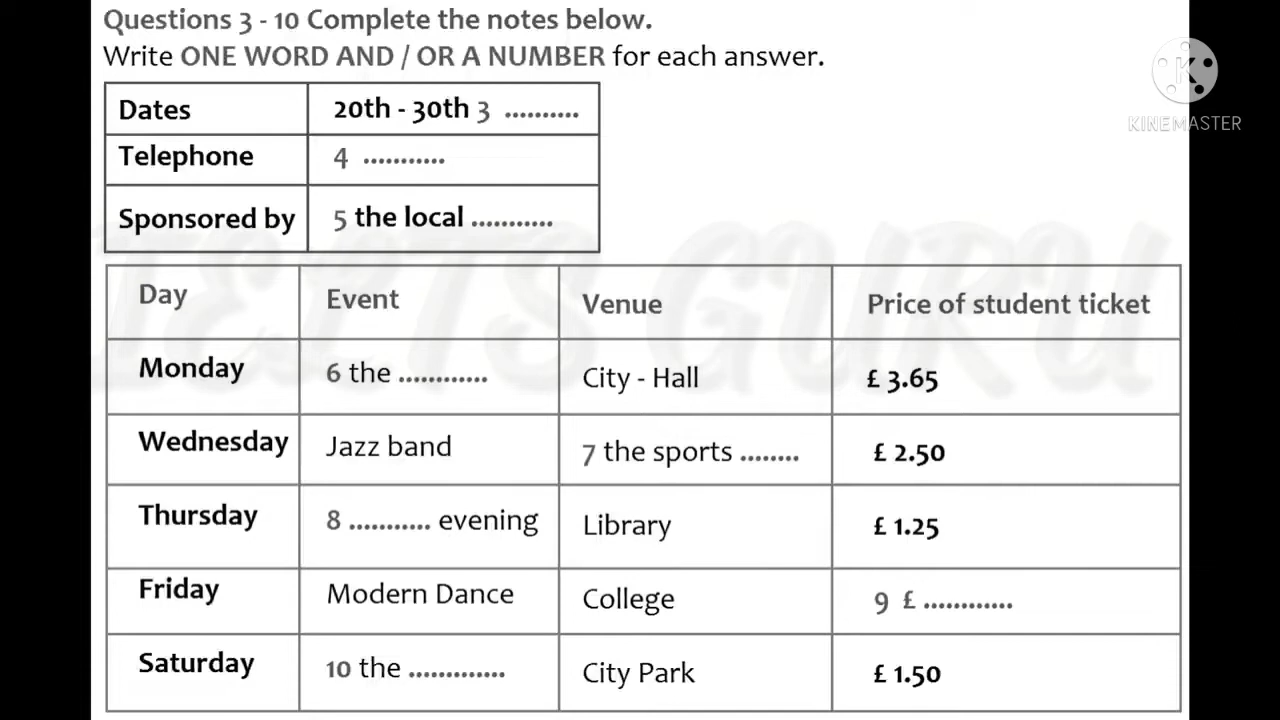 Questions 3 - 10 Complete the notes below.
Write ONE WORD AND / OR A NUMBER for each answer.
KINEMASTER
Dates 20th - 30th 3 ..........
Telephone 4 ...........
Sponsored by 5 the local ...........
IELTS GURU
Day Event Venue Price of student ticket
Monday 6 the ............ City - Hall £ 3.65
Wednesday Jazz band 7 the sports ........ £ 2.50
Thursday 8 ........... evening Library £ 1.25
Friday Modern Dance College 9 £ ............
Saturday 10 the ............. City Park £ 1.50